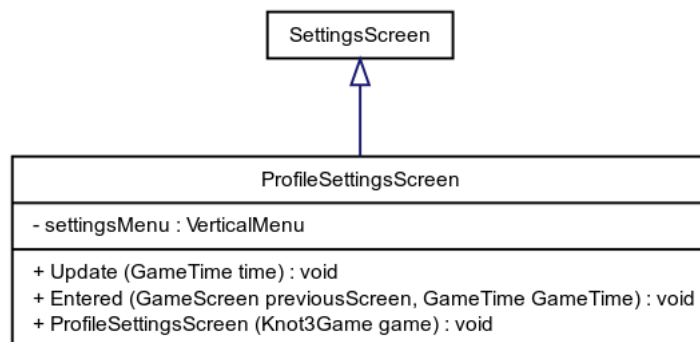 SettingsScreen
ProfileSettingsScreen
- settingsMenu : VerticalMenu
+ Update (GameTime time) : void
+ Entered (GameScreen previousScreen, GameTime GameTime) : void
+ ProfileSettingsScreen (Knot3Game game) : void